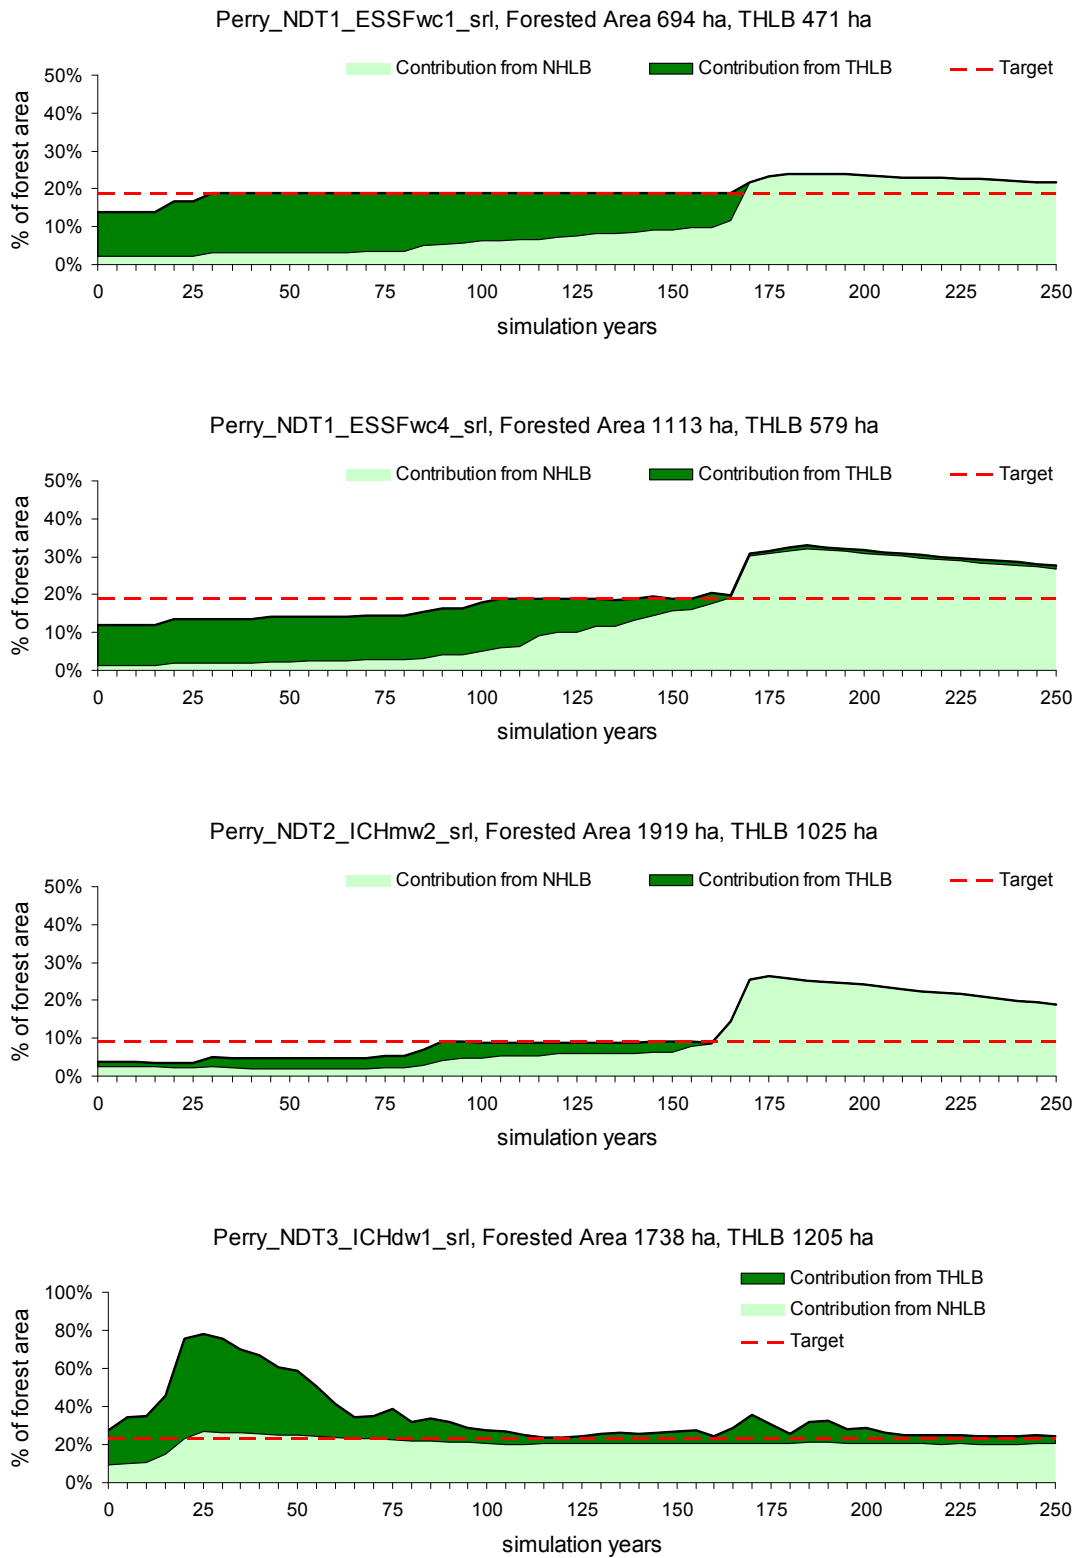 Perry_NDT1_ESSFwc1_srl, Forested Area 694 ha, THLB 471 ha
Contribution from NHLB Contribution from THLB Target
50%
40%
30%
20%
10%
0%
% of forest area
0 25 50 75 100 125 150 175 200 225 250
simulation years
Perry_NDT1_ESSFwc4_srl, Forested Area 1113 ha, THLB 579 ha
Contribution from NHLB Contribution from THLB Target
50%
40%
30%
20%
10%
0%
% of forest area
0 25 50 75 100 125 150 175 200 225 250
simulation years
Perry_NDT2_ICHmw2_srl, Forested Area 1919 ha, THLB 1025 ha
Contribution from NHLB Contribution from THLB Target
50%
40%
30%
20%
10%
0%
% of forest area
0 25 50 75 100 125 150 175 200 225 250
simulation years
Perry_NDT3_ICHdw1_srl, Forested Area 1738 ha, THLB 1205 ha
Contribution from THLB
Contribution from NHLB
Target
100%
80%
60%
40%
20%
0%
% of forest area
0 25 50 75 100 125 150 175 200 225 250
simulation years